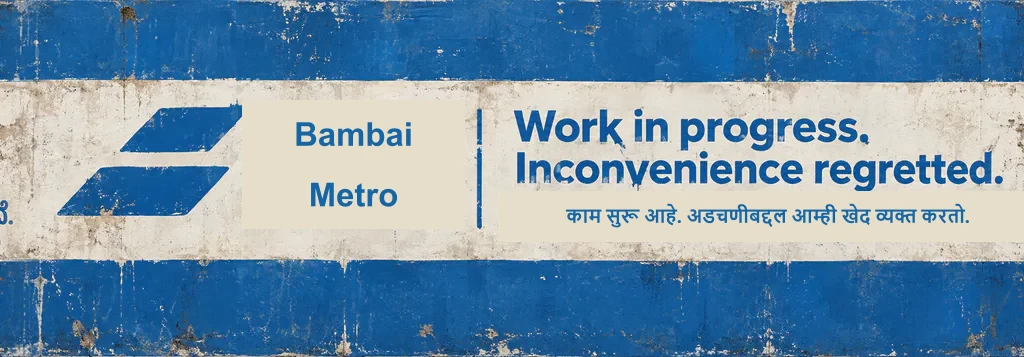 Bambai
Metro
Work in progress.
Inconvenience regretted.
काम सुरू आहे. अडचणीबद्दल आम्ही खेद व्यक्त करतो.